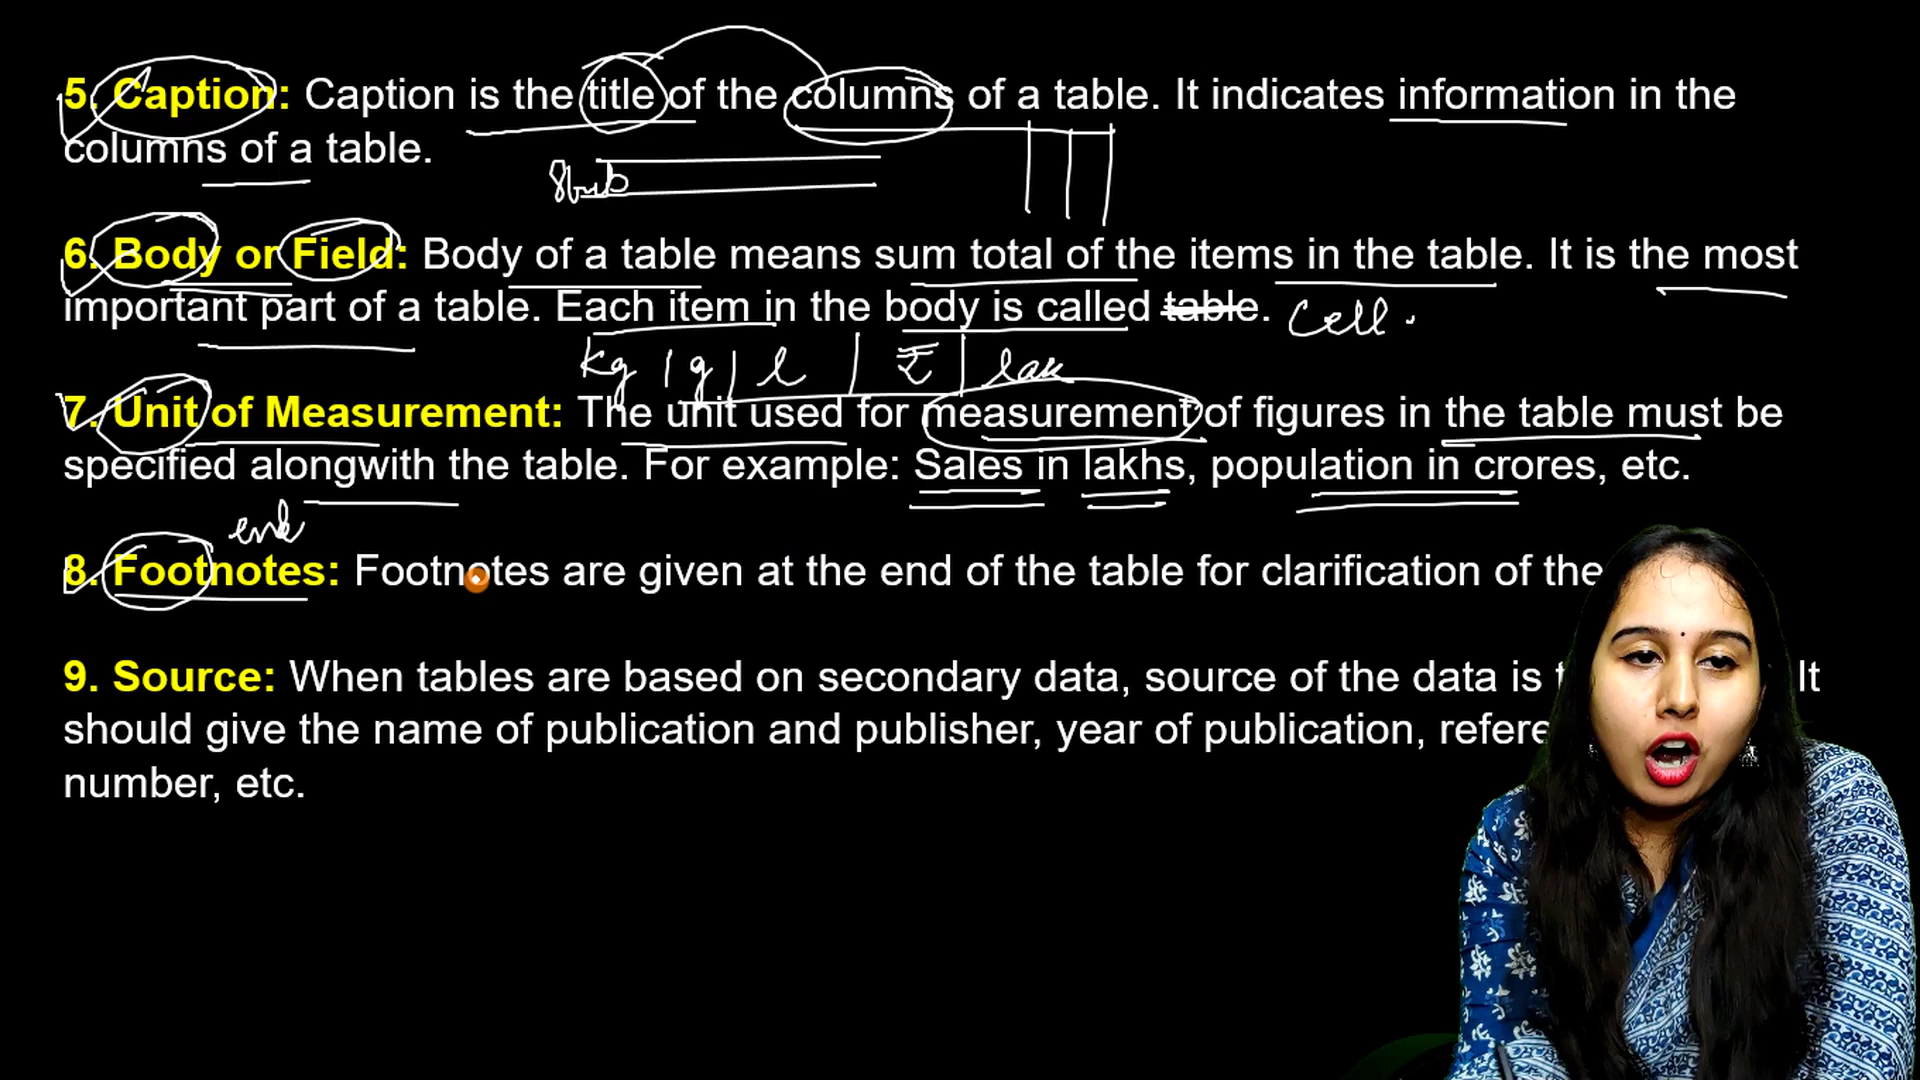 5. Caption: Caption is the title of the columns of a table. It indicates information in the
columns of a table.
Stub
6. Body or Field: Body of a table means sum total of the items in the table. It is the most
important part of a table. Each item in the body is called table. Cell.
kg | g | l | ₹ | lak
7. Unit of Measurement: The unit used for measurement of figures in the table must be
specified alongwith the table. For example: Sales in lakhs, population in crores, etc.
end
8. Footnotes: Footnotes are given at the end of the table for clarification of the
9. Source: When tables are based on secondary data, source of the data is It
should give the name of publication and publisher, year of publication,
number, etc.